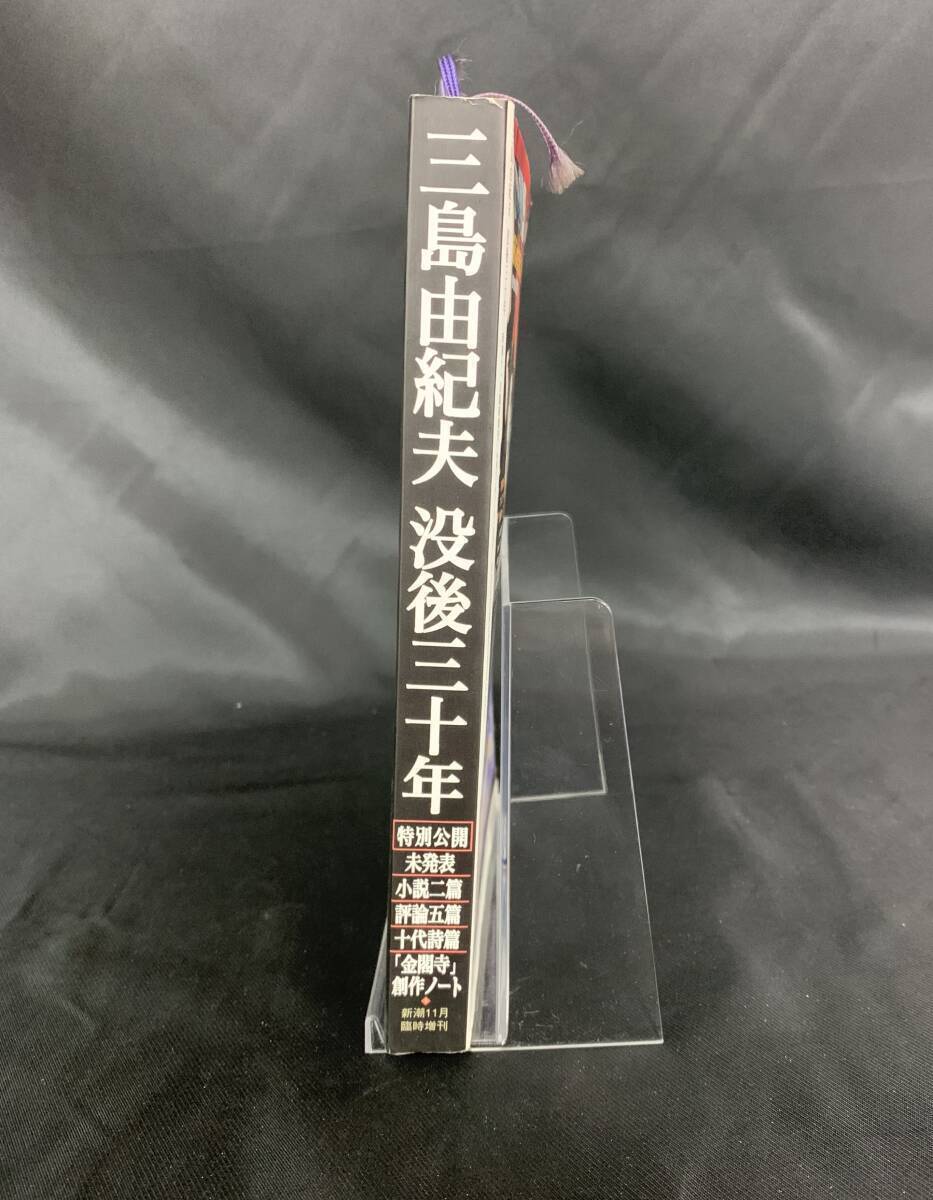 三島由紀夫 没後三十年
特別公開
未発表
小説二篇
評論五篇
十代詩篇
「金閣寺」
創作ノート
新潮11月
臨時増刊